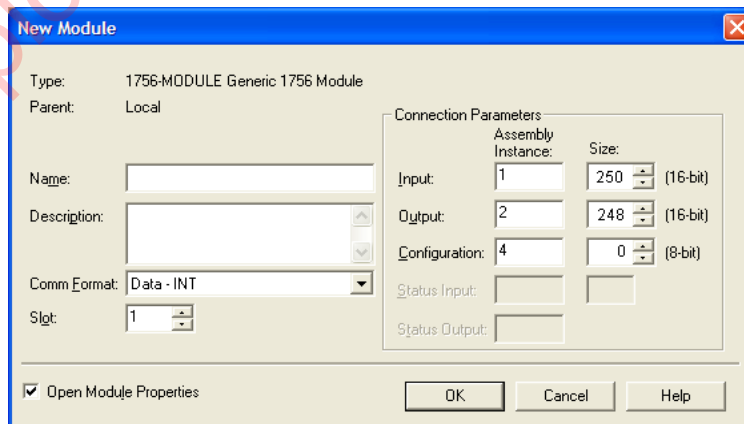 New Module
Type: 1756-MODULE Generic 1756 Module
Parent: Local
Connection Parameters
Assembly Instance: Size:
Name:
Input: 1 250 (16-bit)
Description:
Output: 2 248 (16-bit)
Configuration: 4 0 (8-bit)
Comm Format: Data - INT
Status Input:
Slot: 1
Status Output:
Open Module Properties
OK Cancel Help